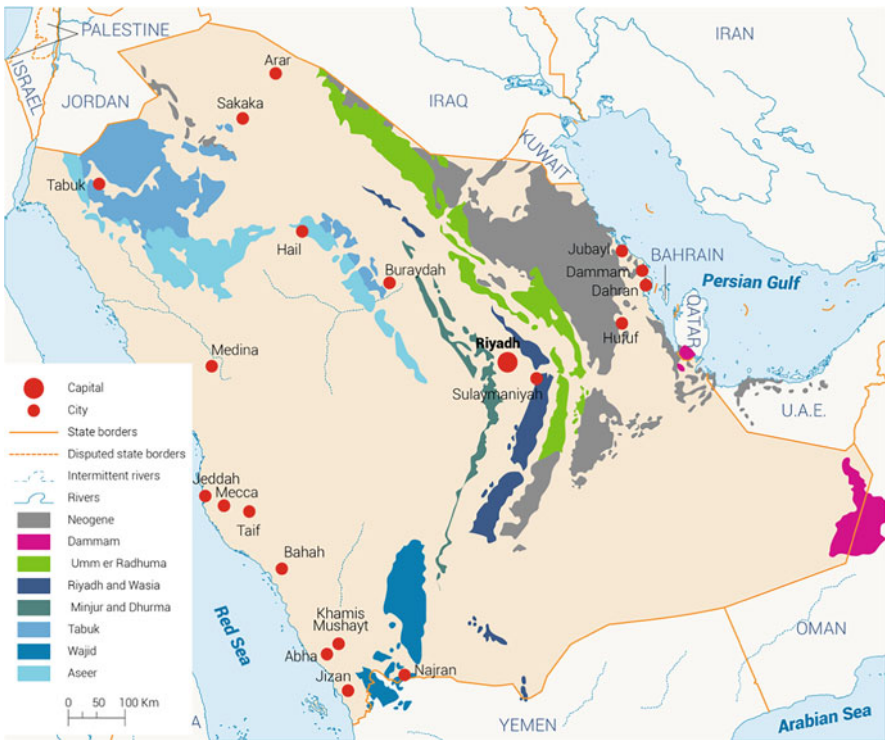 PALESTINE
IRAN
Arar
ISRAEL
JORDAN
IRAQ
Sakaka
KUWAIT
Tabuk
Hail
Jubayl
BAHRAIN
Buraydah
Dammam
Persian Gulf
Dahran
QATAR
Medina
Riyadh
Hufuf
Capital
City
Sulaymaniyah
U.A.E.
State borders
Disputed state borders
Intermittent rivers
Rivers
Jeddah
Mecca
Neogene
Taif
Dammam
Umm er Radhuma
Bahah
Riyadh and Wasia
Minjur and Dhurma
Tabuk
Khamis
Mushayt
Red Sea
OMAN
Wajid
Abha
Aseer
Jizan
Najran
0 50 100 Km
A
YEMEN
Arabian Sea